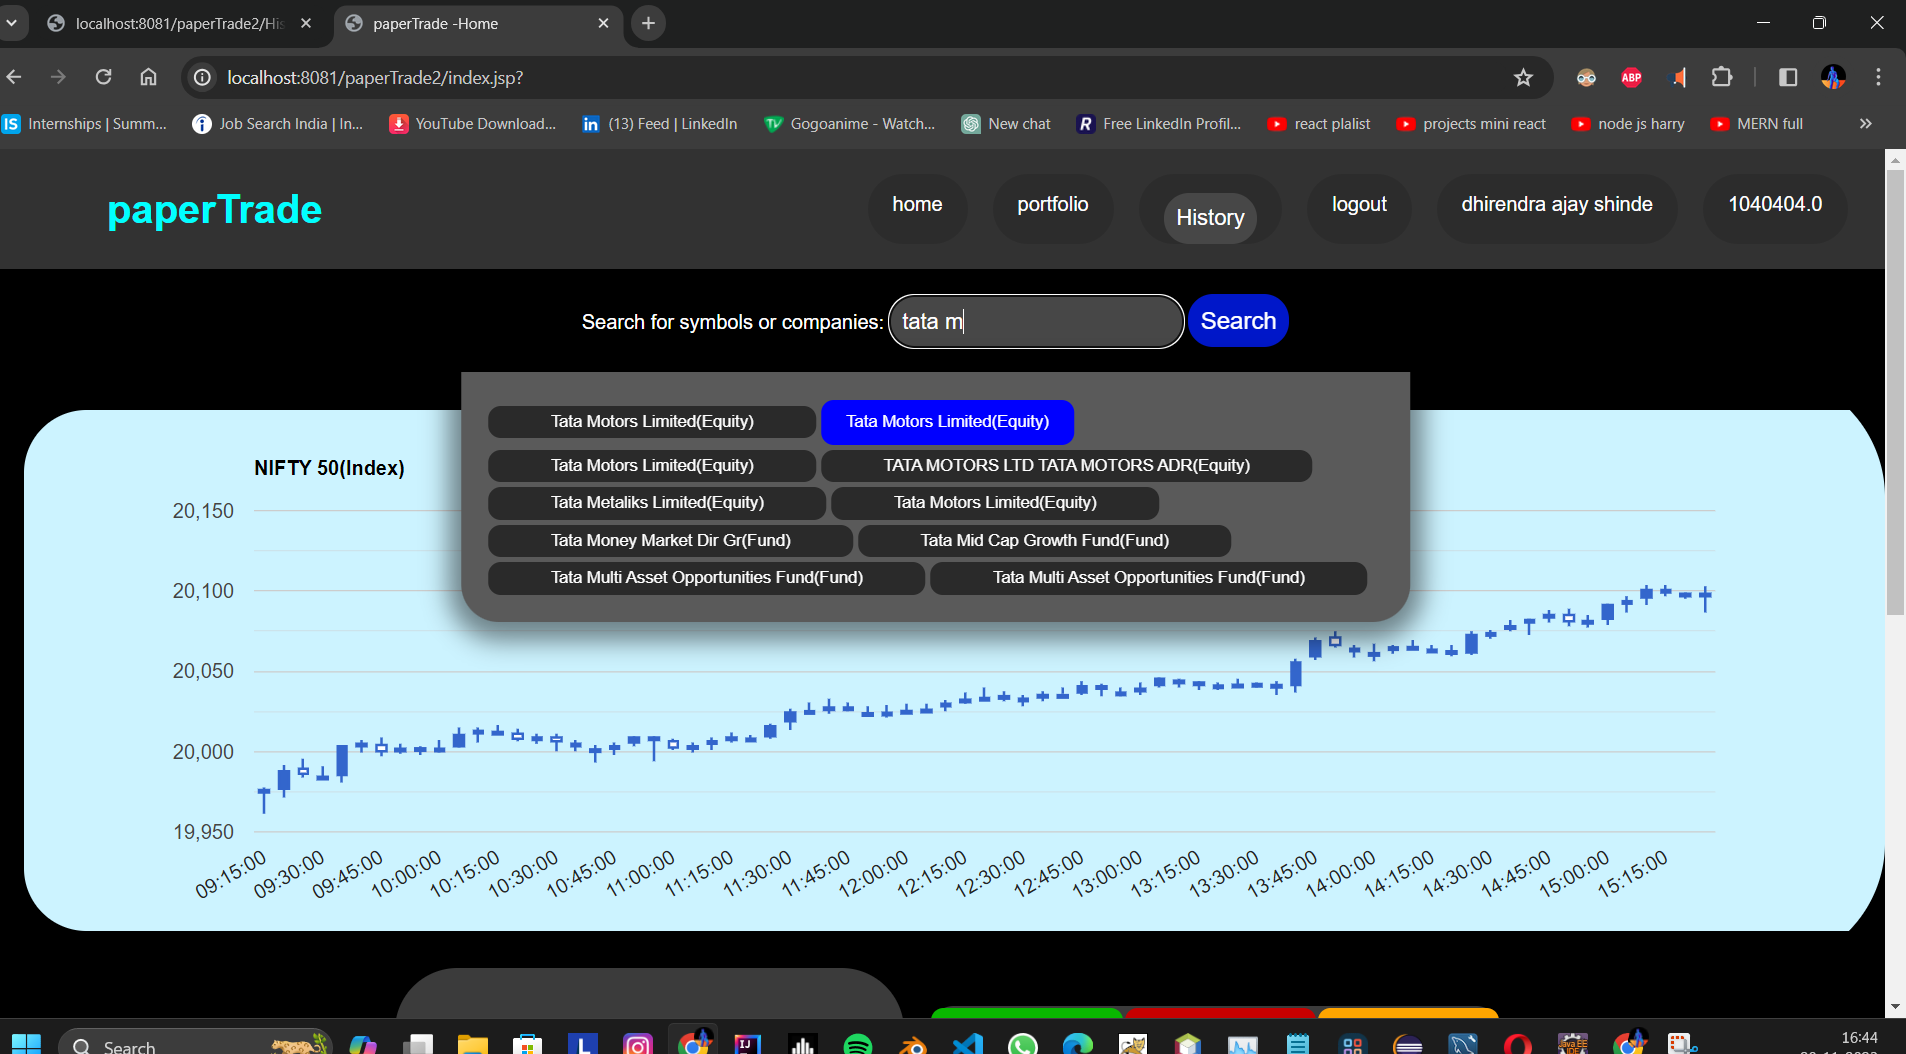 localhost:8081/paperTrade2/His
paperTrade -Home
localhost:8081/paperTrade2/index.jsp?
ABP
IS Internships | Summ...
Job Search India | In...
YouTube Download...
in (13) Feed | LinkedIn
Gogoanime - Watch...
New chat
R Free LinkedIn Profil...
react plalist
projects mini react
node js harry
MERN full
paperTrade
home
portfolio
History
logout
dhirendra ajay shinde
1040404.0
Search for symbols or companies: tata m Search
Tata Motors Limited(Equity) Tata Motors Limited(Equity)
Tata Motors Limited(Equity) TATA MOTORS LTD TATA MOTORS ADR(Equity)
Tata Metaliks Limited(Equity) Tata Motors Limited(Equity)
Tata Money Market Dir Gr(Fund) Tata Mid Cap Growth Fund(Fund)
Tata Multi Asset Opportunities Fund(Fund) Tata Multi Asset Opportunities Fund(Fund)
NIFTY 50(Index)
20,150
20,100
20,050
20,000
19,950
09:15:00 09:30:00 09:45:00 10:00:00 10:15:00 10:30:00 10:45:00 11:00:00 11:15:00 11:30:00 11:45:00 12:00:00 12:15:00 12:30:00 12:45:00 13:00:00 13:15:00 13:30:00 13:45:00 14:00:00 14:15:00 14:30:00 14:45:00 15:00:00 15:15:00
Search
16:44